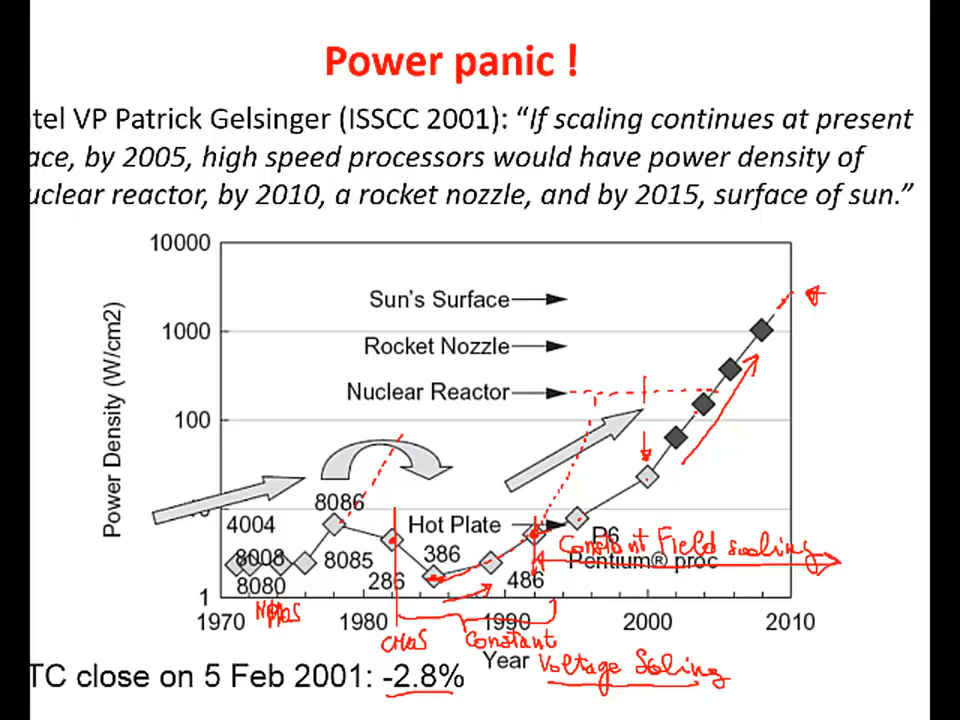 Power panic !
ntel VP Patrick Gelsinger (ISSCC 2001): “If scaling continues at present
ace, by 2005, high speed processors would have power density of
uclear reactor, by 2010, a rocket nozzle, and by 2015, surface of sun.”
10000
Sun's Surface
1000
Rocket Nozzle
Nuclear Reactor
100
Power Density (W/cm2)
8086
4004
Hot Plate
P6
Constant Field scaling
8008
8085
386
Pentium® proc
8080
286
486
1
1970
1980
1990
2000
2010
CMOS
Constant
Year
Voltage Scaling
TC close on 5 Feb 2001: -2.8%